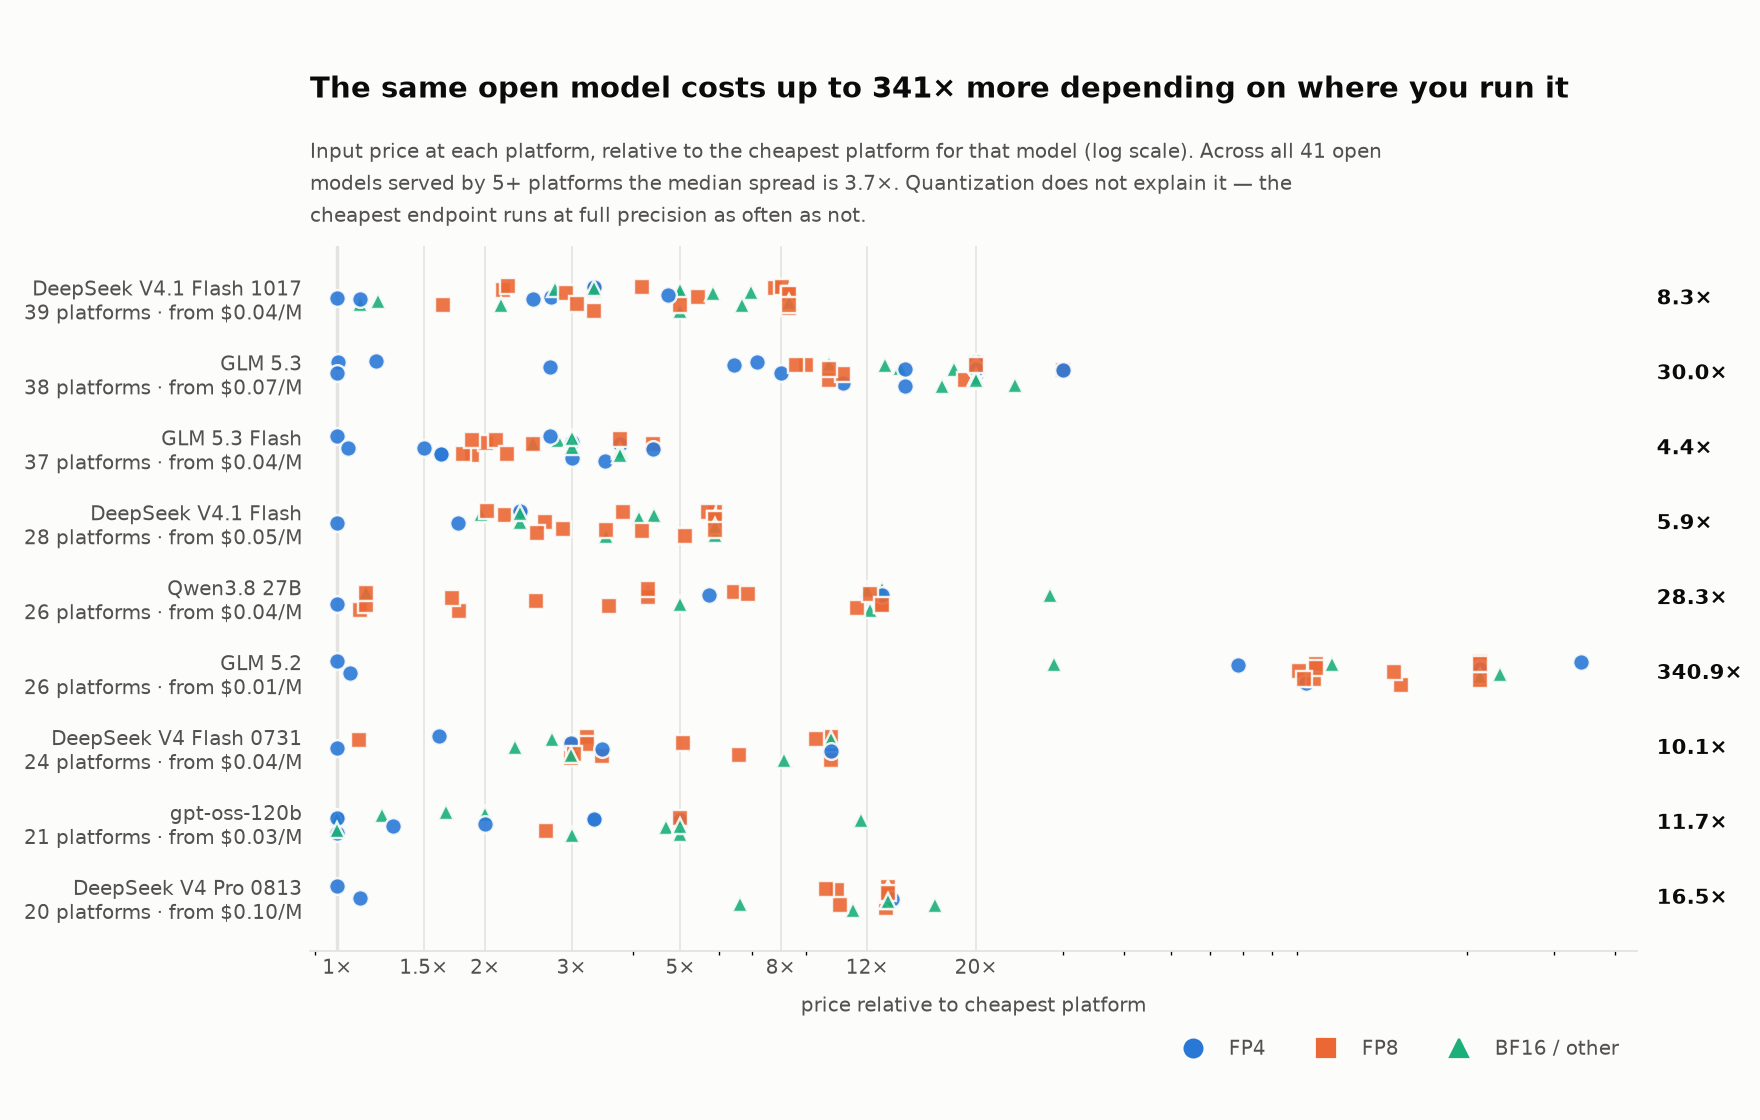 The same open model costs up to 341× more depending on where you run it
Input price at each platform, relative to the cheapest platform for that model (log scale). Across all 41 open
models served by 5+ platforms the median spread is 3.7×. Quantization does not explain it — the
cheapest endpoint runs at full precision as often as not.
DeepSeek V4.1 Flash 1017
39 platforms · from $0.04/M
8.3×
GLM 5.3
38 platforms · from $0.07/M
30.0×
GLM 5.3 Flash
37 platforms · from $0.04/M
4.4×
DeepSeek V4.1 Flash
28 platforms · from $0.05/M
5.9×
Qwen3.8 27B
26 platforms · from $0.04/M
28.3×
GLM 5.2
26 platforms · from $0.01/M
340.9×
DeepSeek V4 Flash 0731
24 platforms · from $0.04/M
10.1×
gpt-oss-120b
21 platforms · from $0.03/M
11.7×
DeepSeek V4 Pro 0813
20 platforms · from $0.10/M
16.5×
1× 1.5× 2× 3× 5× 8× 12× 20×
price relative to cheapest platform
FP4 FP8 BF16 / other